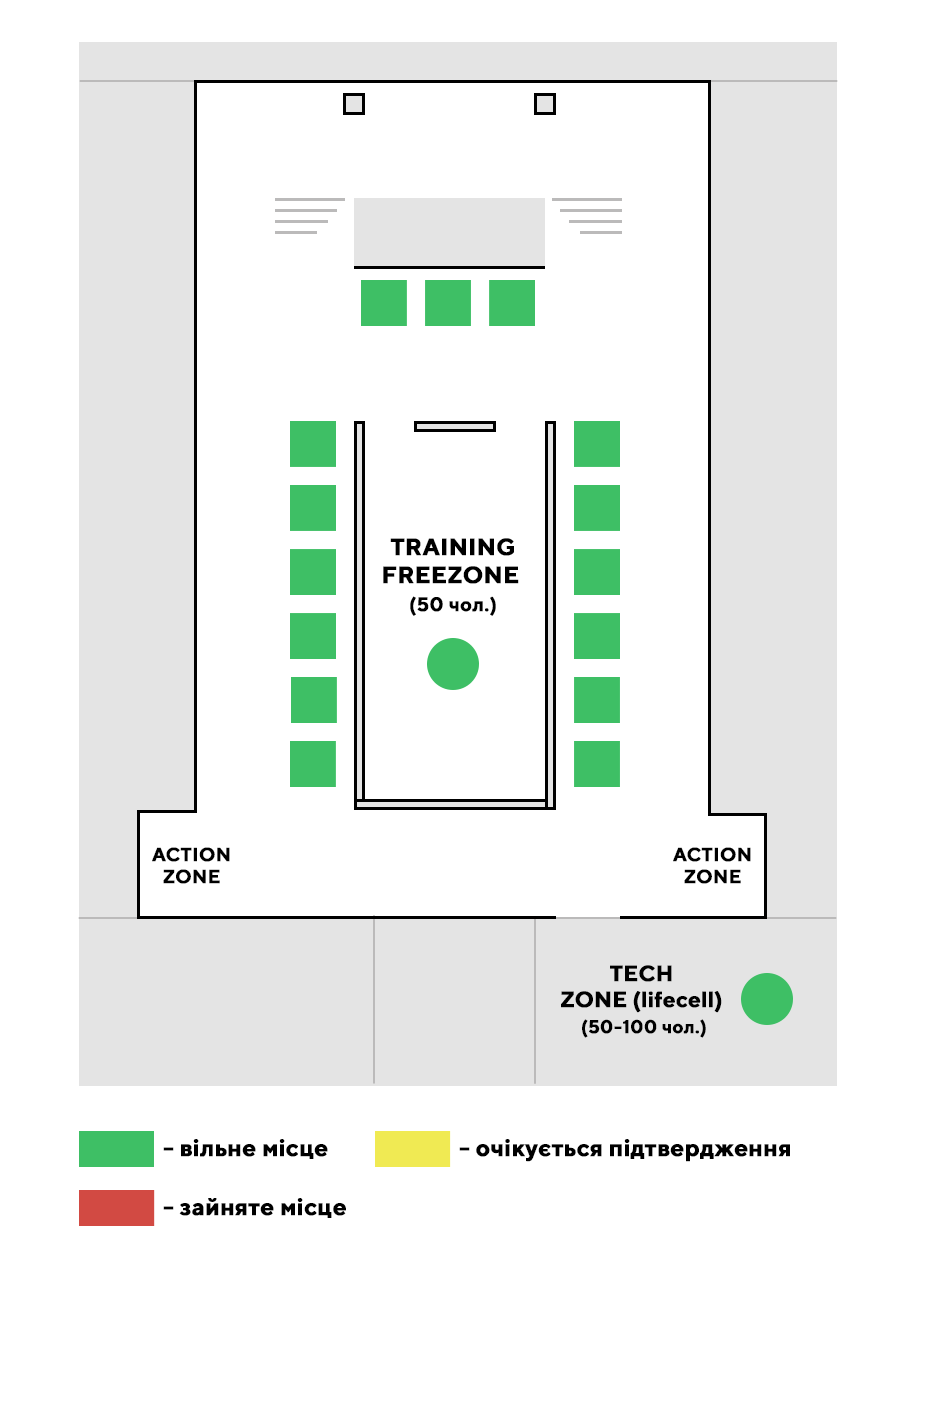 TRAINING
FREEZONE
(50 чол.)
ACTION
ZONE
ACTION
ZONE
TECH
ZONE (lifecell)
(50-100 чол.)
– вільне місце
– очікується підтвердження
– зайняте місце